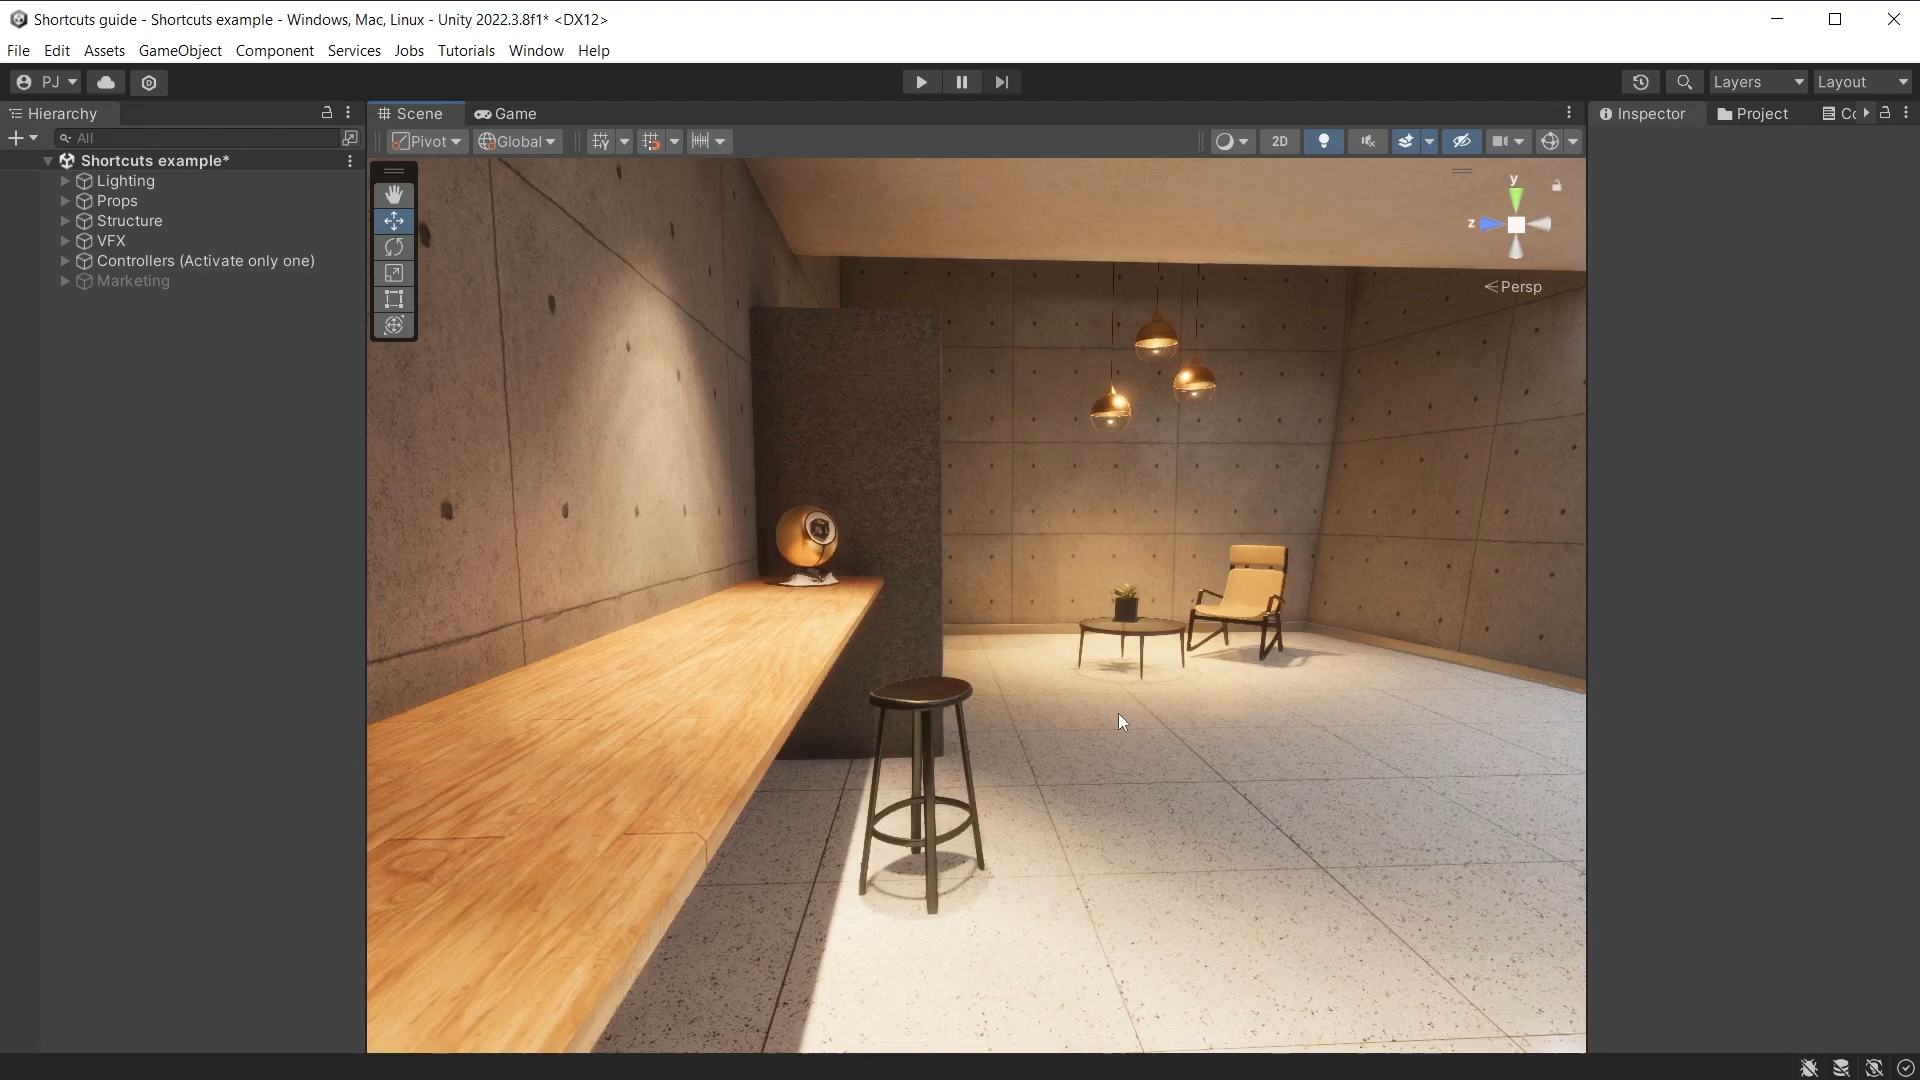 Shortcuts guide - Shortcuts example - Windows, Mac, Linux - Unity 2022.3.8f1* <DX12>
File Edit Assets GameObject Component Services Jobs Tutorials Window Help
PJ Layers Layout
Hierarchy Scene Game Inspector Project Co
All Pivot Global 2D
Shortcuts example*
Lighting
Props
Structure
VFX
Controllers (Activate only one)
Marketing
y
z
Persp